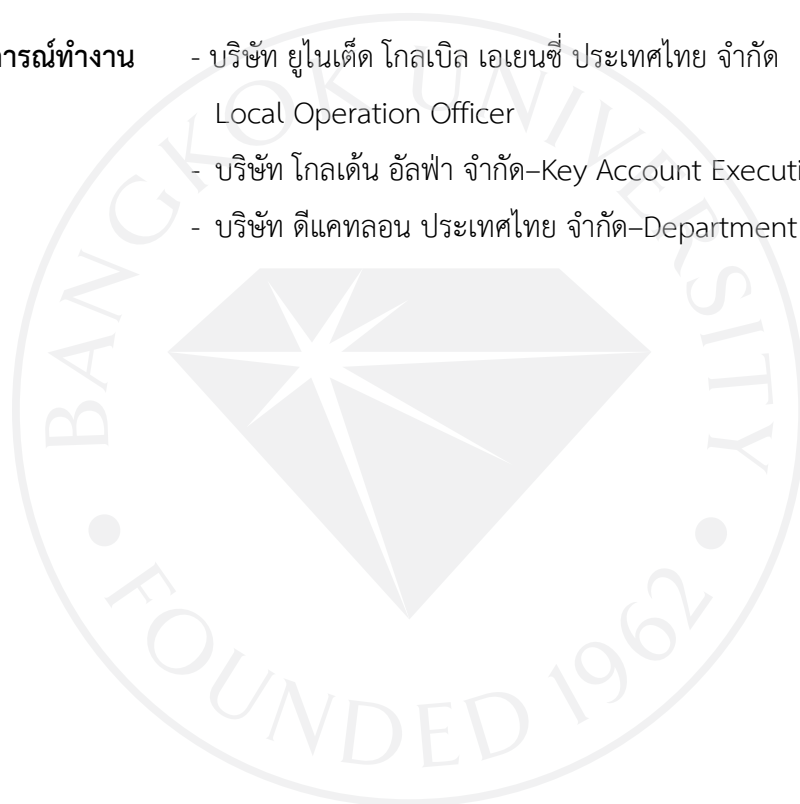 ารณ์ทำงาน - บริษัท ยูไนเต็ด โกลเบิล เอเยนซี่ ประเทศไทย จำกัด
Local Operation Officer
- บริษัท โกลเด้น อัลฟ่า จำกัด–Key Account Executi
- บริษัท ดีแคทลอน ประเทศไทย จำกัด–Department
BANGKOK UNIVERSITY
• FOUNDED 1962 •